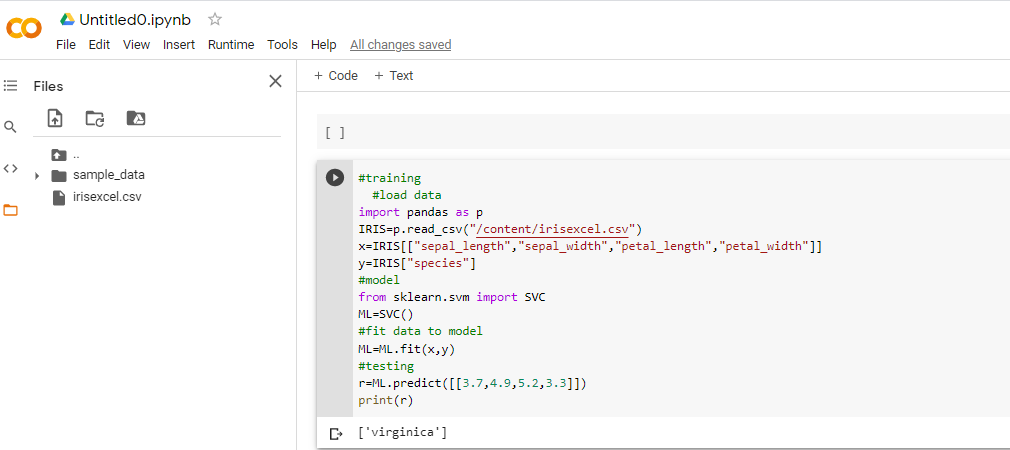 Untitled0.ipynb
File Edit View Insert Runtime Tools Help All changes saved
Files
+ Code + Text
..
sample_data
irisexcel.csv
[ ]
#training
#load data
import pandas as p
IRIS=p.read_csv("/content/irisexcel.csv")
x=IRIS[["sepal_length","sepal_width","petal_length","petal_width"]]
y=IRIS["species"]
#model
from sklearn.svm import SVC
ML=SVC()
#fit data to model
ML=ML.fit(x,y)
#testing
r=ML.predict([[3.7,4.9,5.2,3.3]])
print(r)
['virginica']